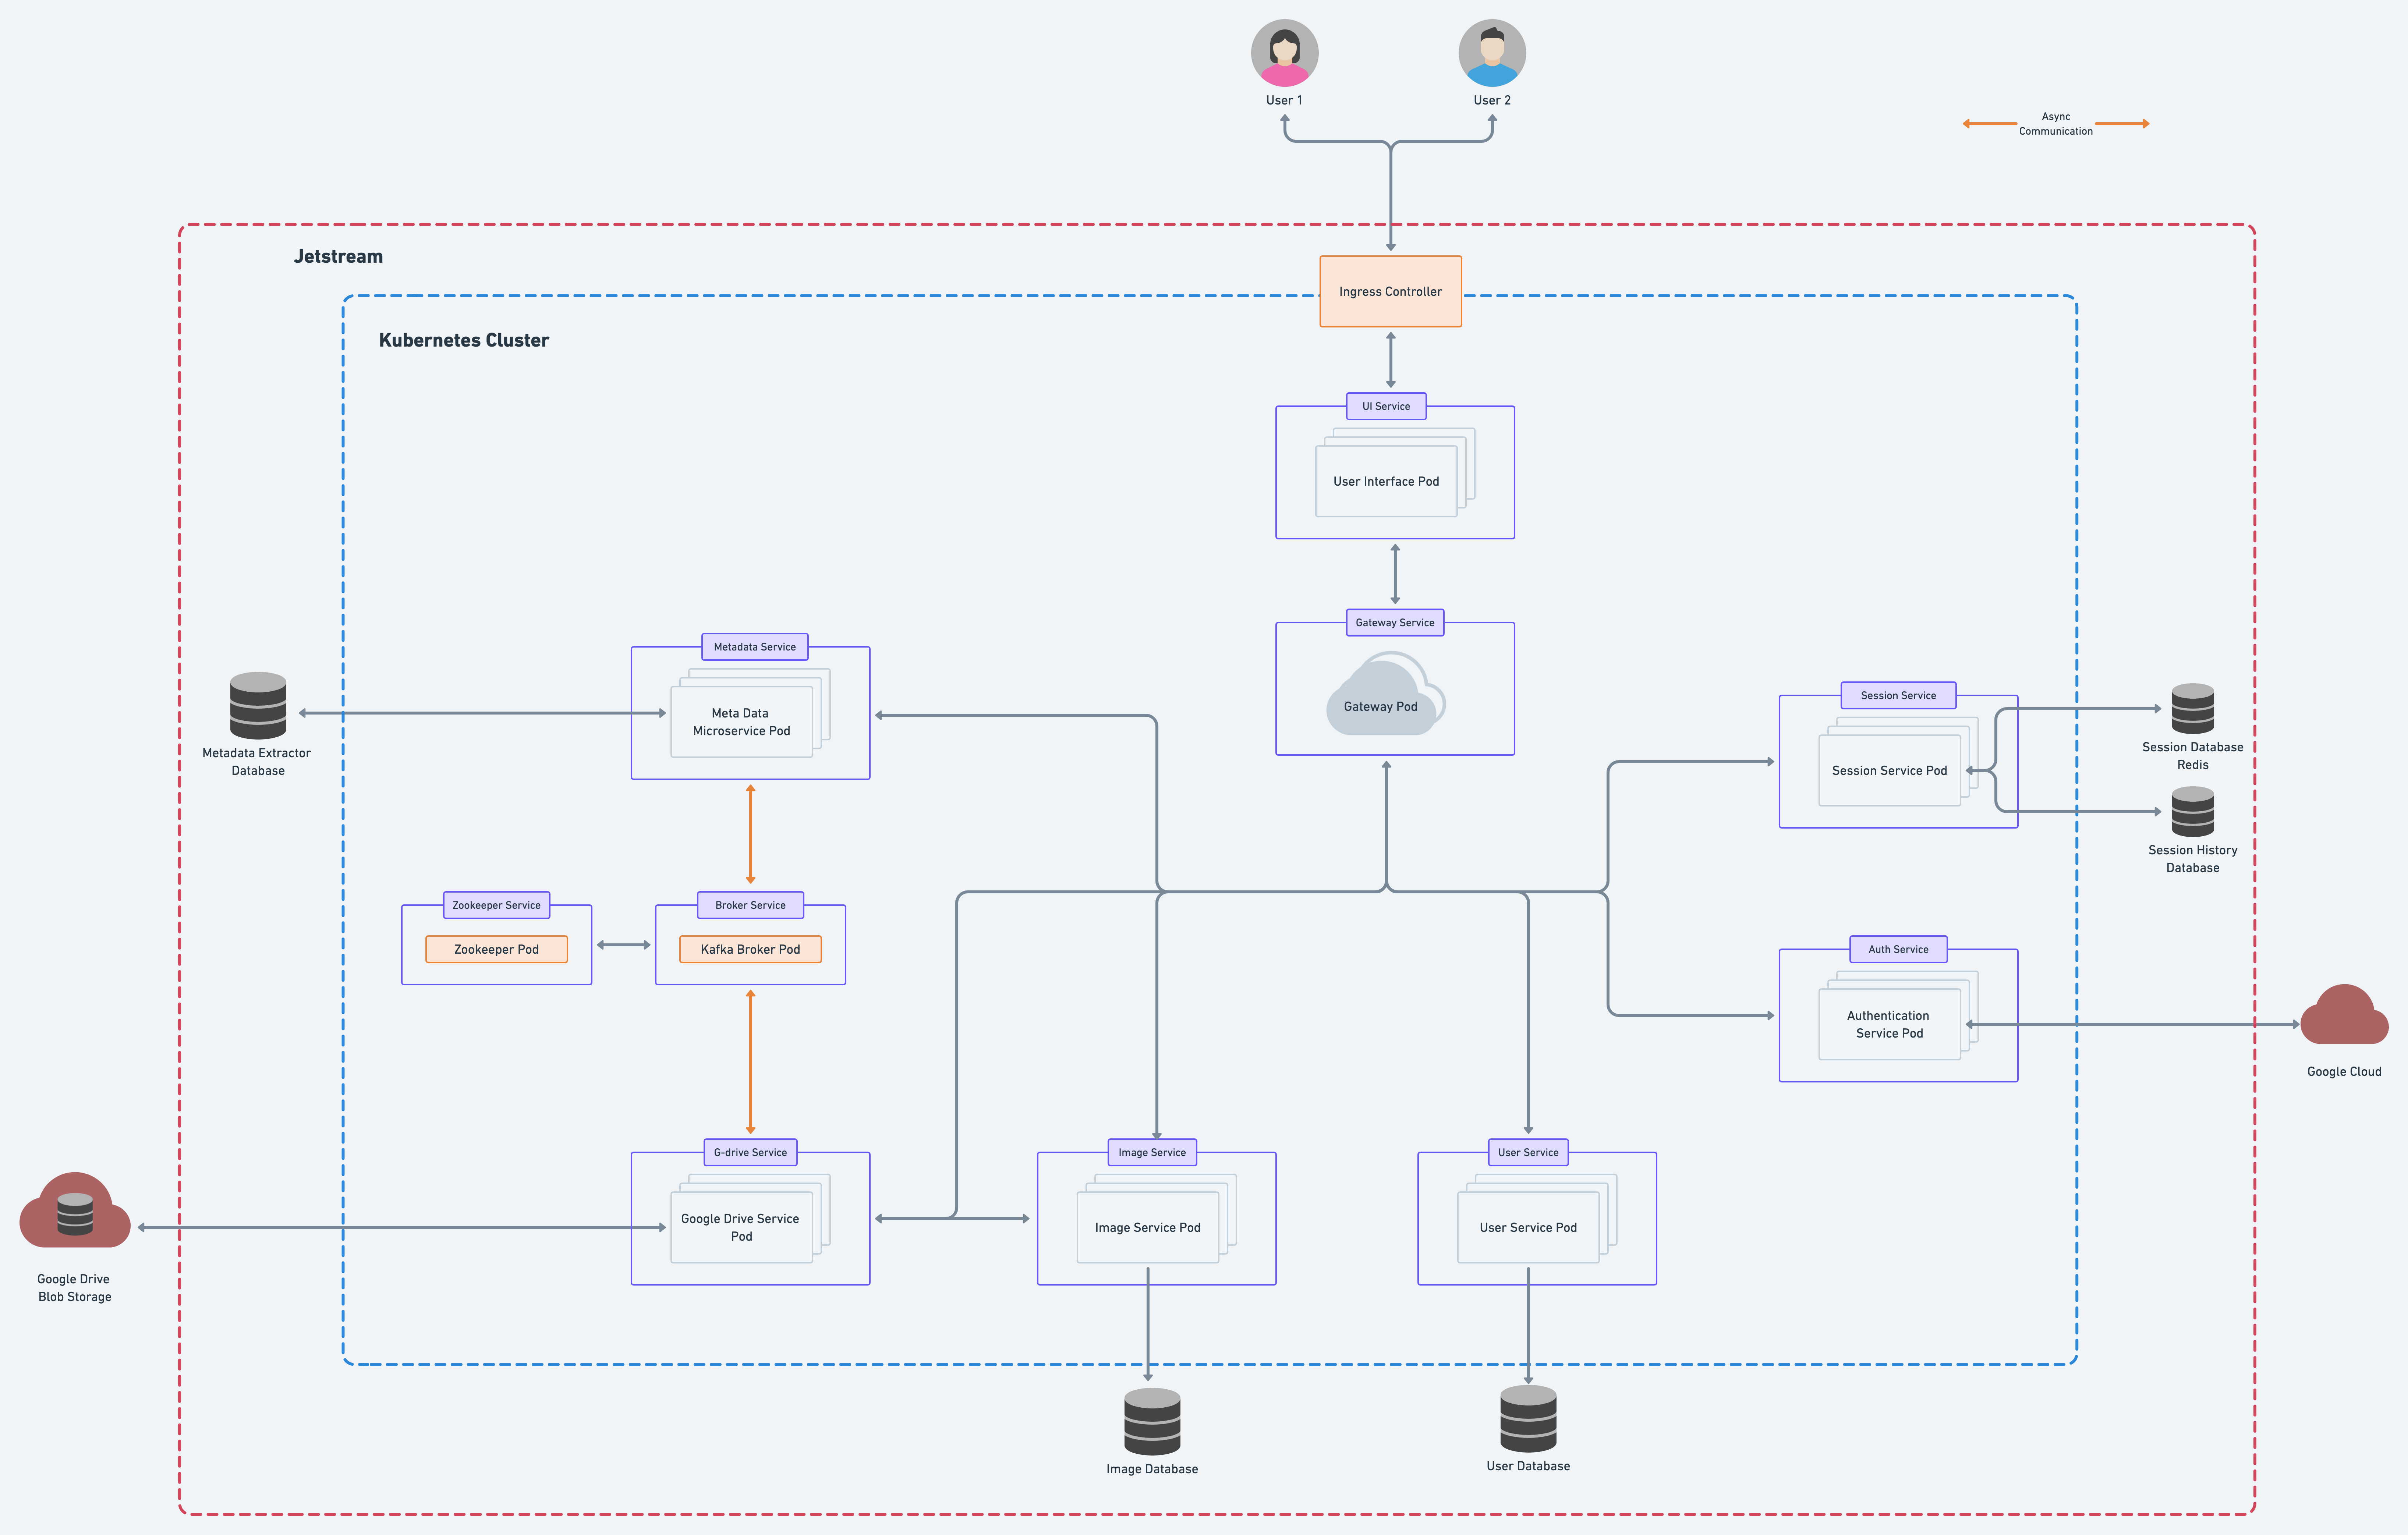 User 1
User 2
Async
Communication
Jetstream
Ingress Controller
Kubernetes Cluster
UI Service
User Interface Pod
Gateway Service
Gateway Pod
Metadata Service
Meta Data
Microservice Pod
Metadata Extractor
Database
Session Service
Session Service Pod
Session Database
Redis
Session History
Database
Zookeeper Service
Zookeeper Pod
Broker Service
Kafka Broker Pod
Auth Service
Authentication
Service Pod
Google Cloud
G-drive Service
Google Drive Service
Pod
Image Service
Image Service Pod
User Service
User Service Pod
Google Drive
Blob Storage
Image Database
User Database